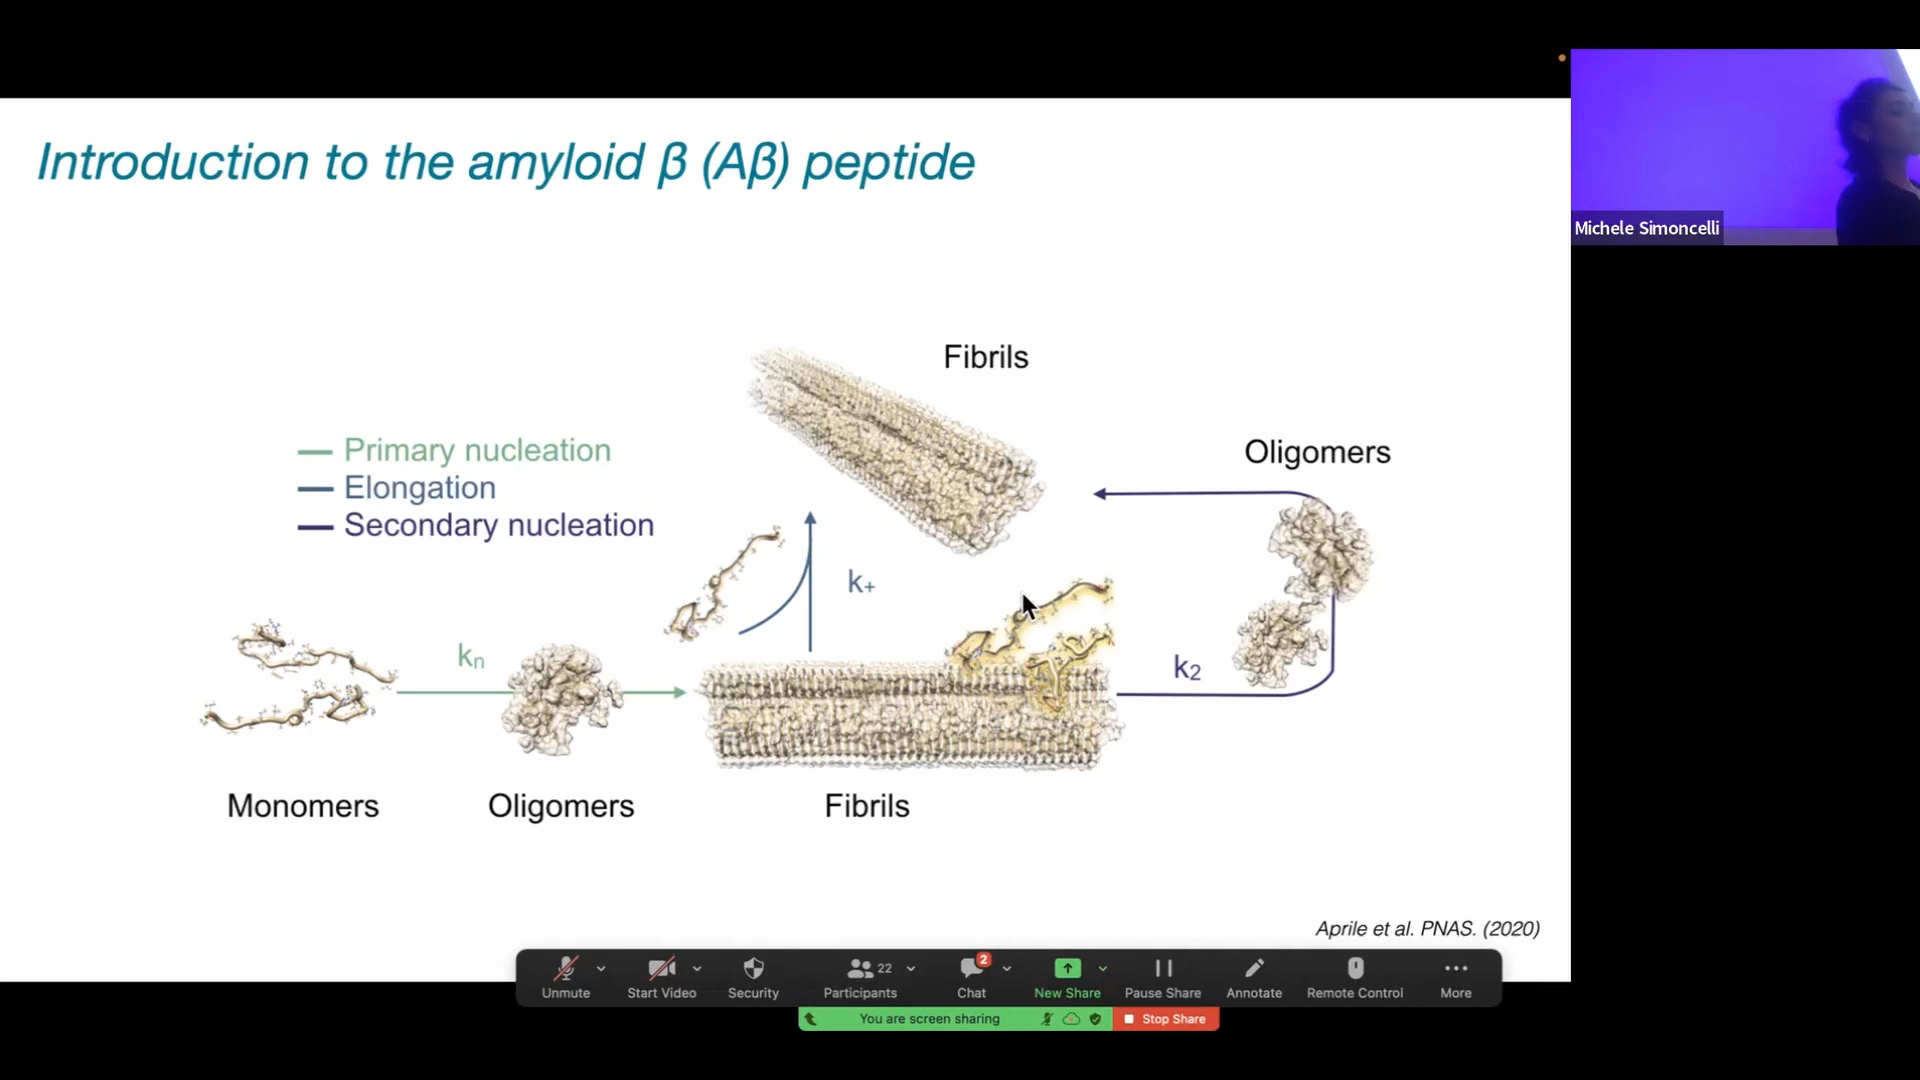 Introduction to the amyloid β (Aβ) peptide
Michele Simoncelli
Fibrils
Primary nucleation
Elongation
Secondary nucleation
Oligomers
k+
kn
k2
Monomers
Oligomers
Fibrils
Aprile et al. PNAS. (2020)
22
2
Unmute
Start Video
Security
Participants
Chat
New Share
Pause Share
Annotate
Remote Control
More
You are screen sharing
Stop Share